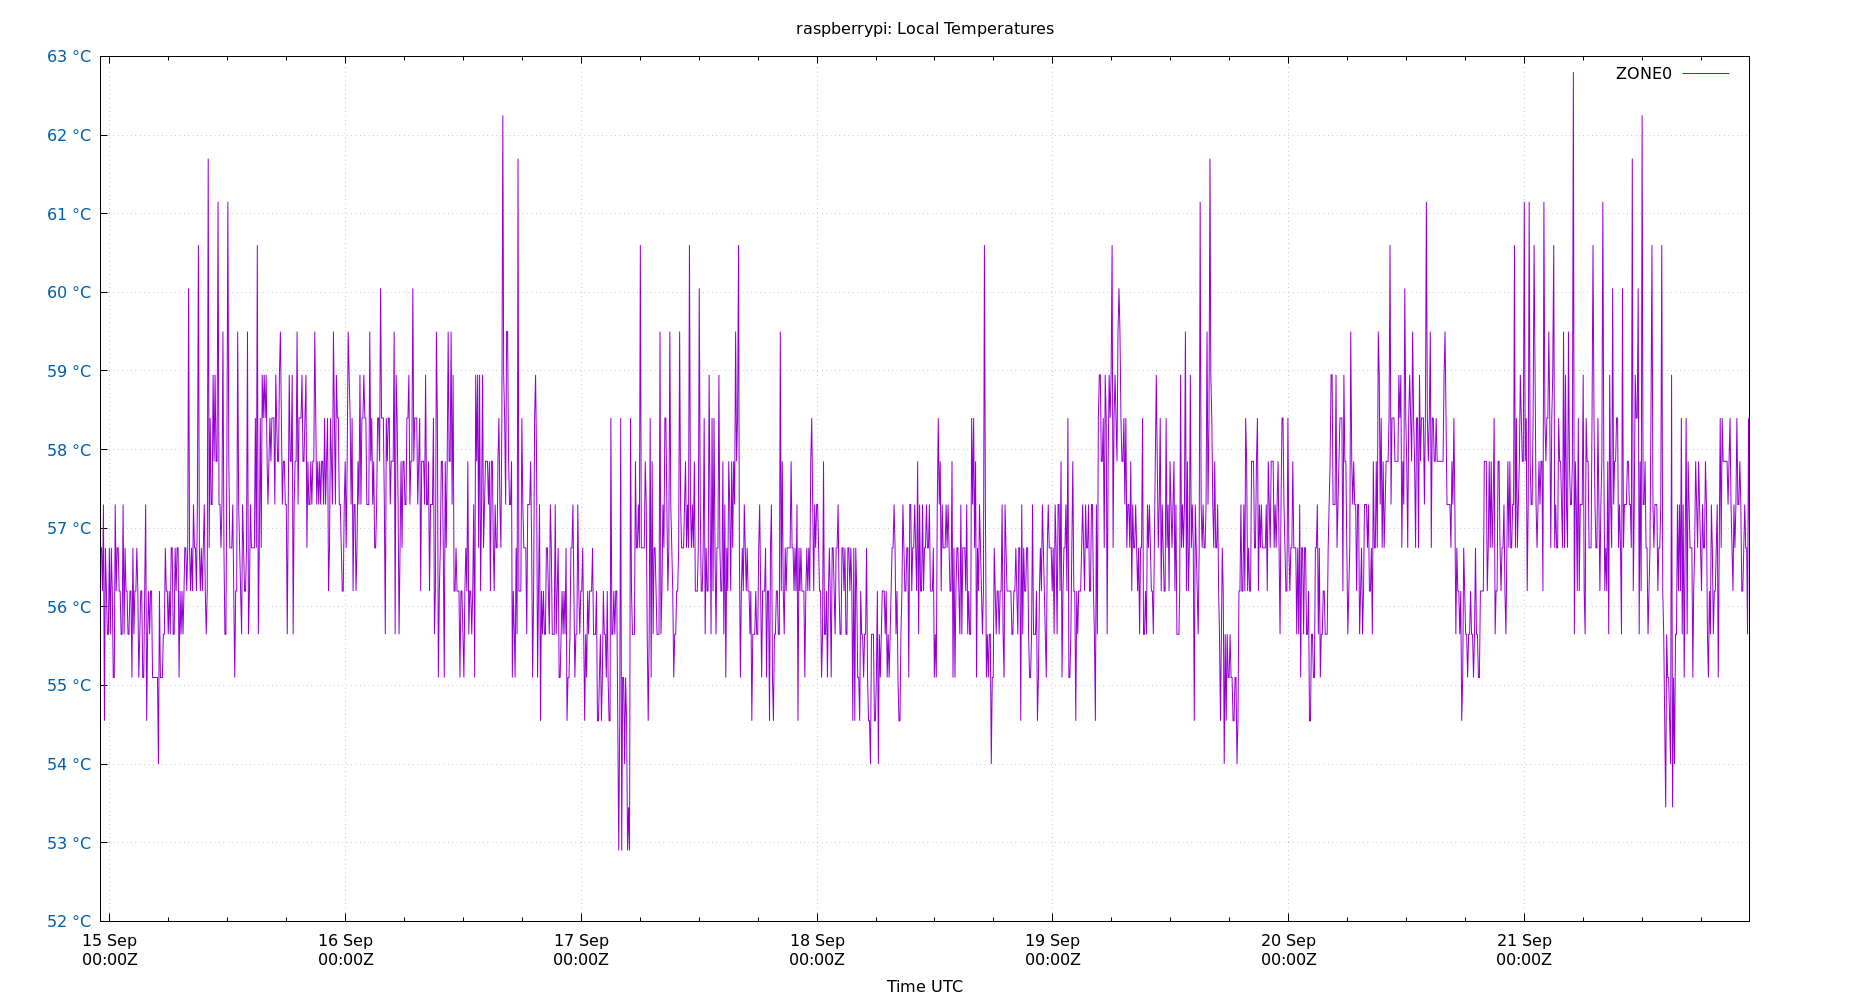 raspberrypi: Local Temperatures
63 °C
ZONE0
62 °C
61 °C
60 °C
59 °C
58 °C
57 °C
56 °C
55 °C
54 °C
53 °C
52 °C
15 Sep 16 Sep 17 Sep 18 Sep 19 Sep 20 Sep 21 Sep
00:00Z 00:00Z 00:00Z 00:00Z 00:00Z 00:00Z 00:00Z
Time UTC